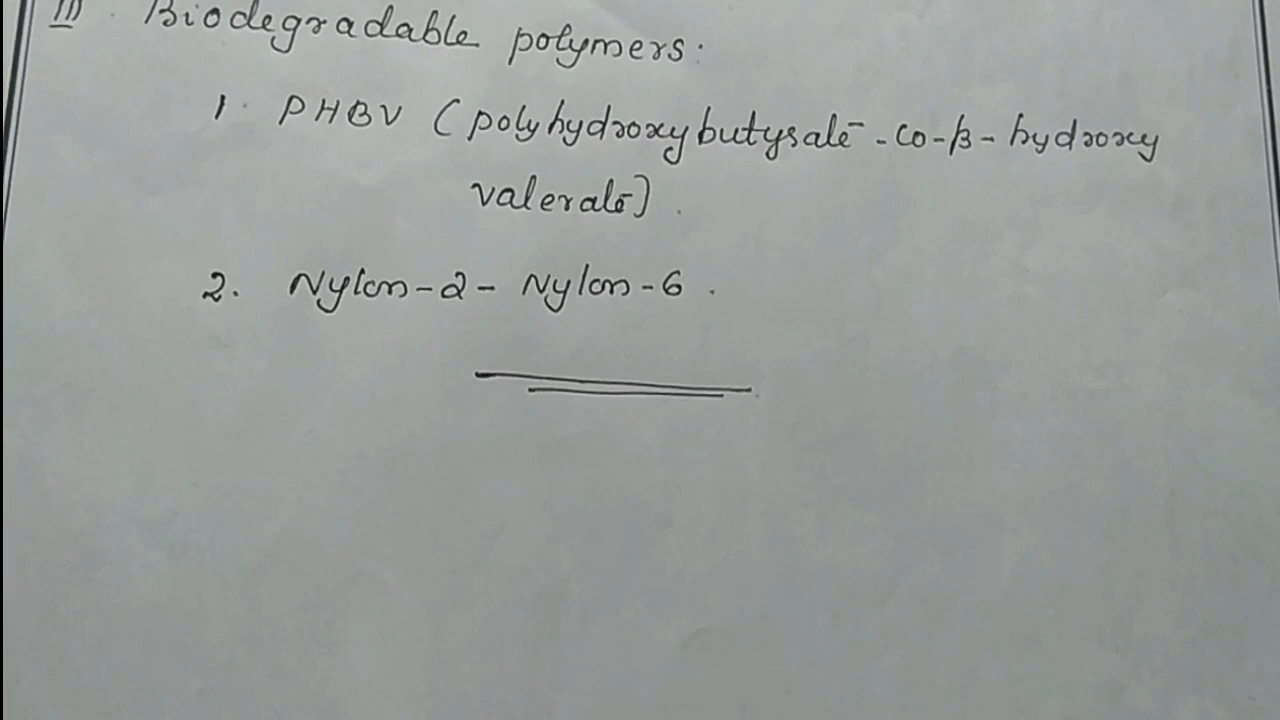 III. Biodegradable polymers:
1. PHBV (polyhydroxybutyrate-co-β-hydroxy
valerate).
2. Nylon-2-Nylon-6.